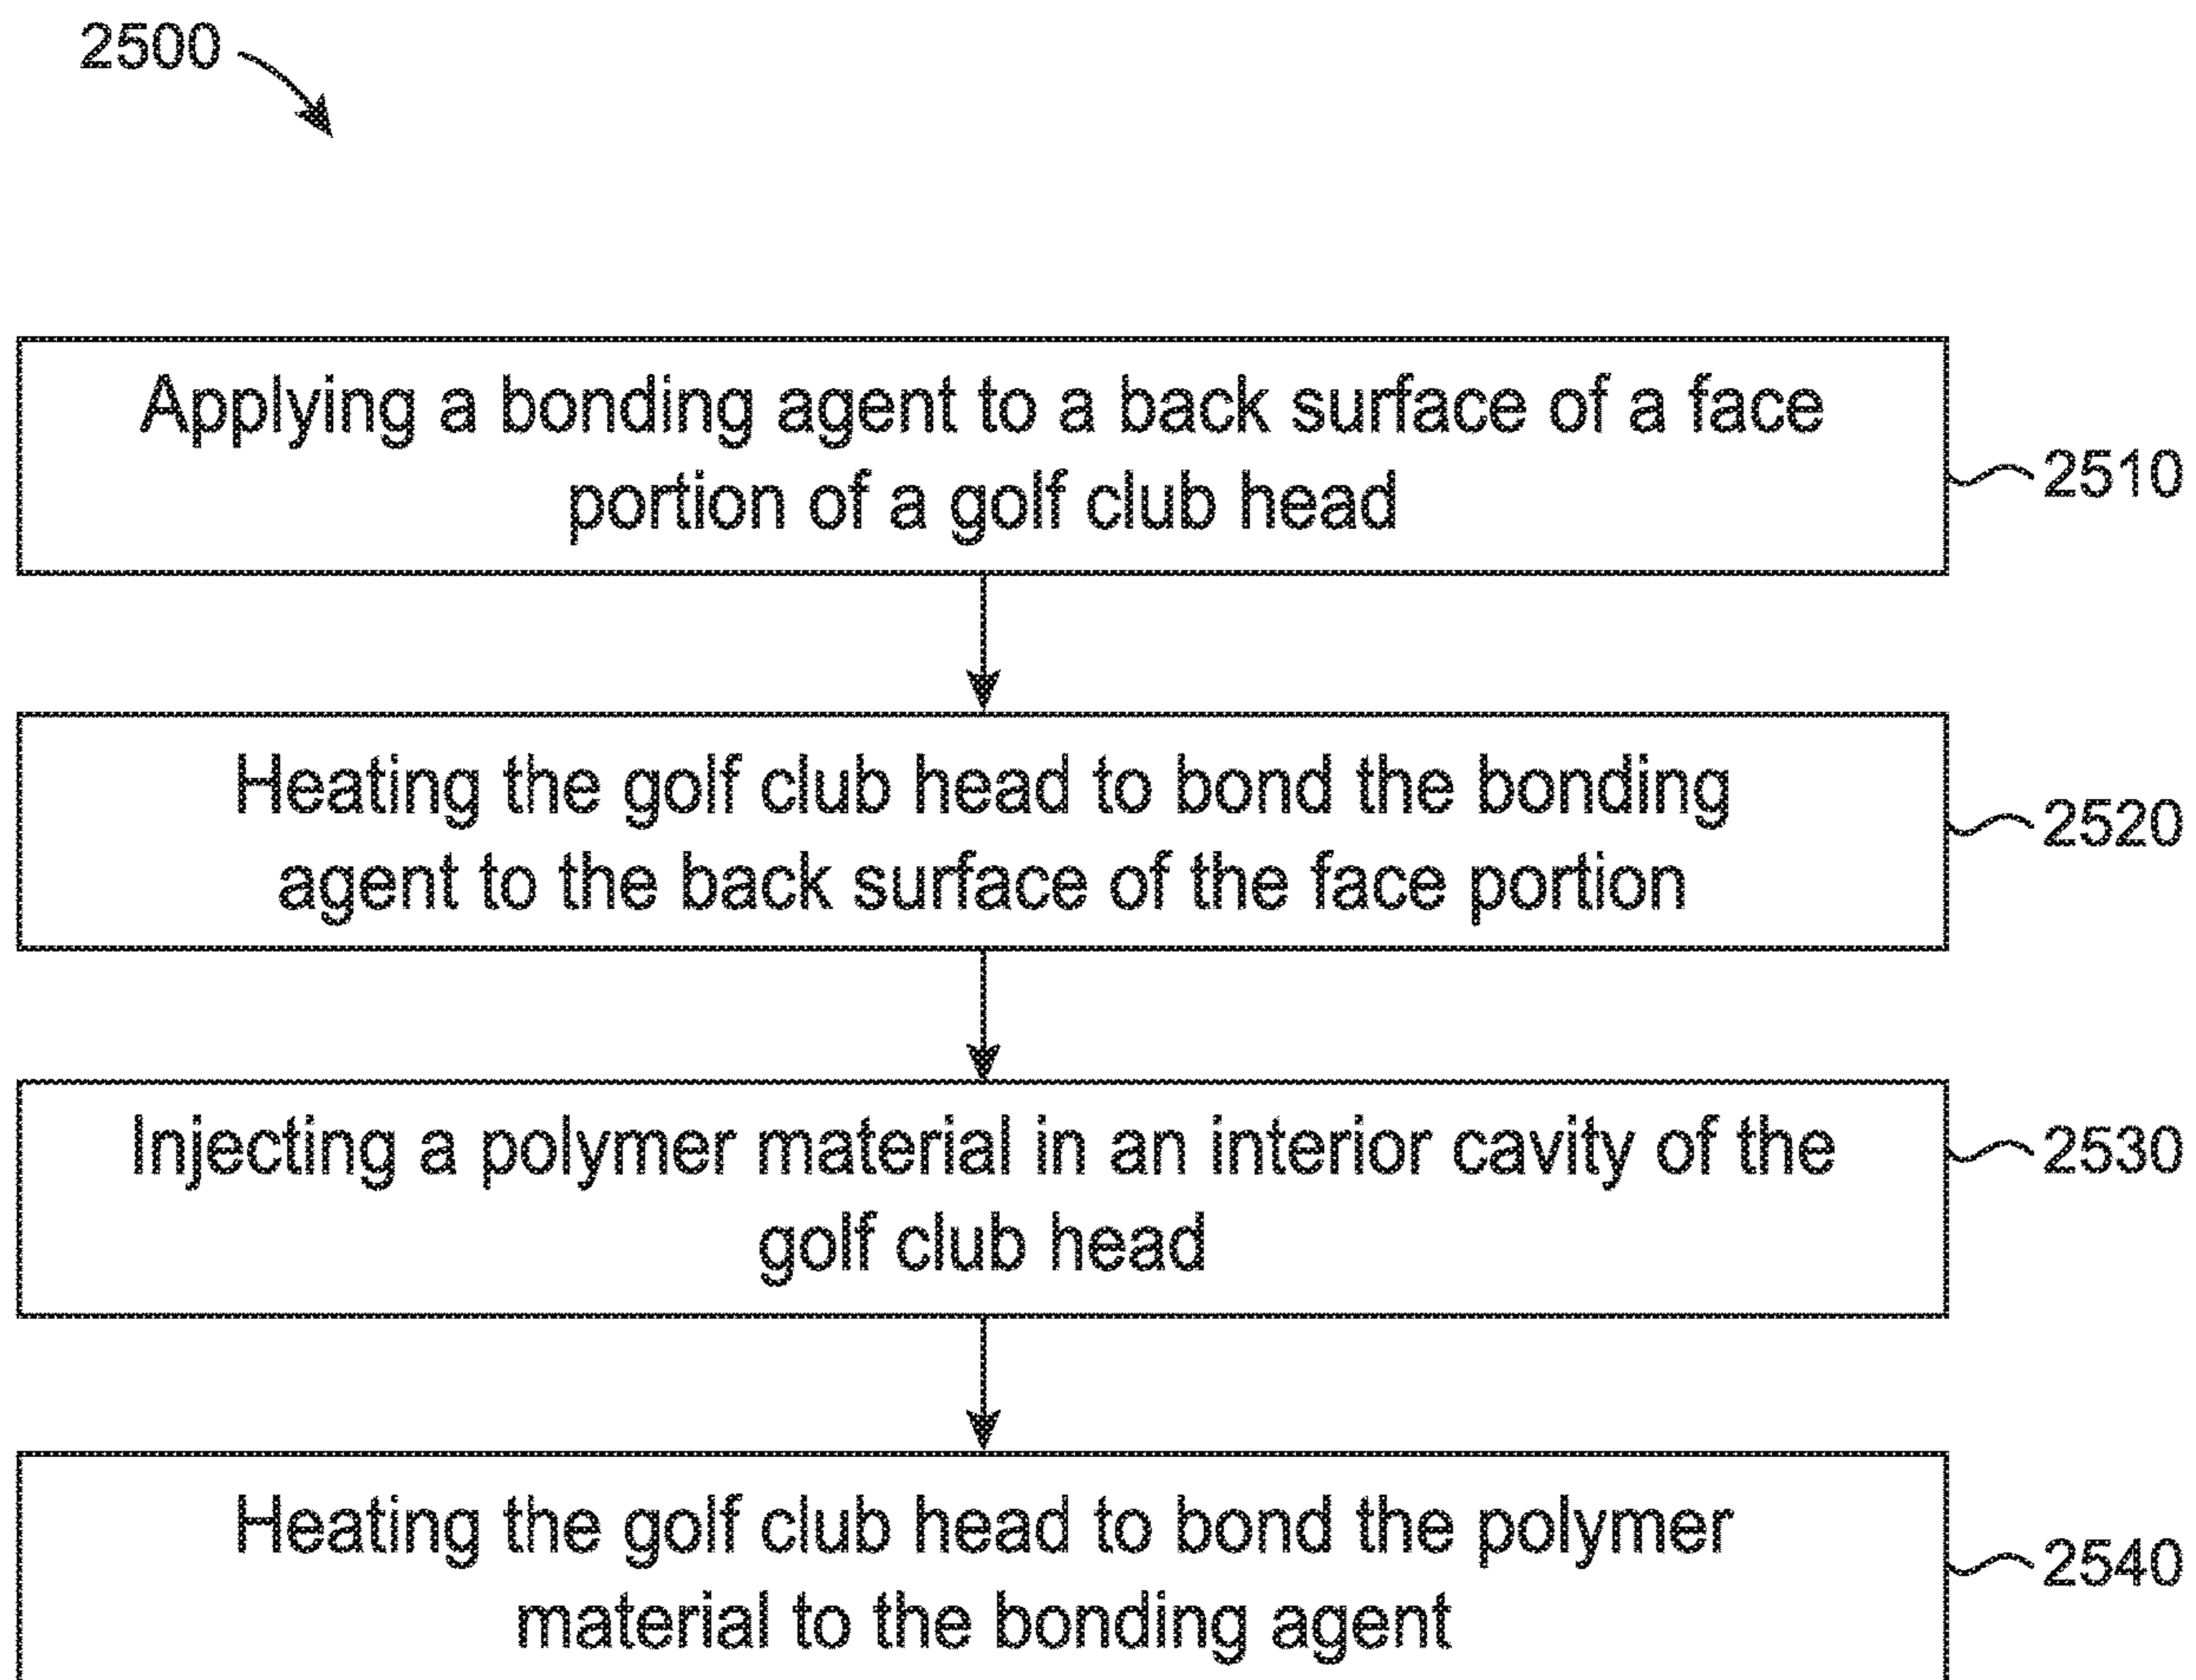 2500
Applying a bonding agent to a back surface of a face
portion of a golf club head
2510
Heating the golf club head to bond the bonding
agent to the back surface of the face portion
2520
Injecting a polymer material in an interior cavity of the
golf club head
2530
Heating the golf club head to bond the polymer
material to the bonding agent
2540